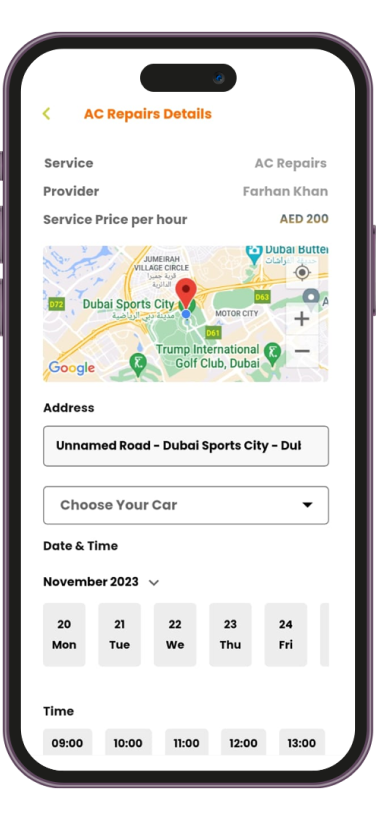 AC Repairs Details
Service AC Repairs
Provider Farhan Khan
Service Price per hour AED 200
JUMEIRAH
VILLAGE CIRCLE
قرية جميرا
الدائرية
Dubai Butter
D72
Dubai Sports City
مدينة دبي الرياضية
D63
MOTOR CITY
D61
Trump International
Golf Club, Dubai
Google
Address
Unnamed Road - Dubai Sports City - Dub
Choose Your Car
Date & Time
November 2023
20 21 22 23 24
Mon Tue We Thu Fri
Time
09:00 10:00 11:00 12:00 13:00